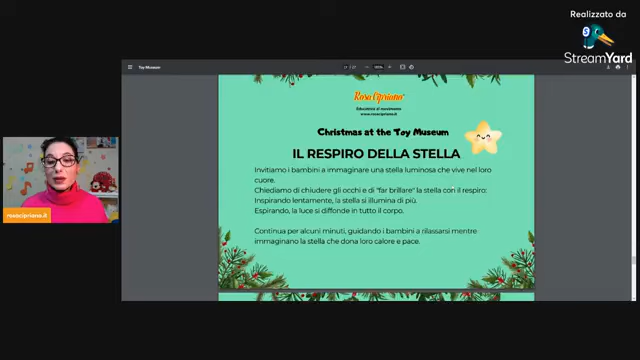 Realizzato da
StreamYard
Toy Museum
Rosa Cipriano
Educatrice al movimento
www.rosacipriano.it
Christmas at the Toy Museum
IL RESPIRO DELLA STELLA
Invitiamo i bambini a immaginare una stella luminosa che vive nel loro
cuore.
Chiediamo di chiudere gli occhi e di "far brillare" la stella con il respiro:
Inspirando lentamente, la stella si illumina di più.
Espirando, la luce si diffonde in tutto il corpo.
Continua per alcuni minuti, guidando i bambini a rilassarsi mentre
immaginano la stella che dona loro calore e pace.
rosacipriano.it